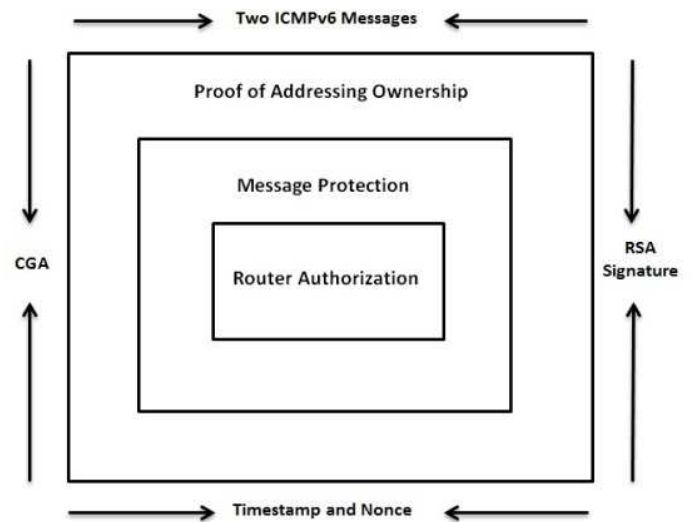 Two ICMPv6 Messages
Proof of Addressing Ownership
Message Protection
CGA
Router Authorization
RSA
Signature
Timestamp and Nonce